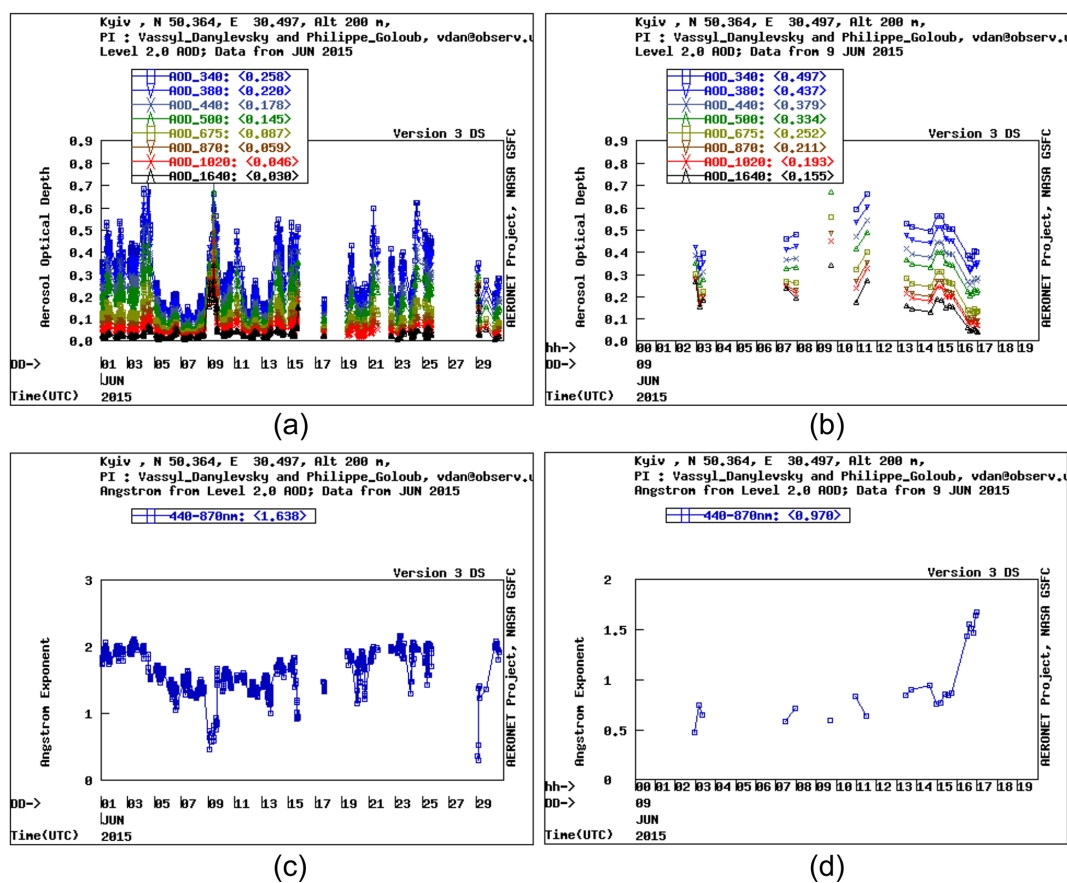 Kyiv , N 50.364, E  30.497, Alt 200 m,
PI : Vassyl_Danylevsky and Philippe_Goloub, vdan@observ.u
Level 2.0 AOD; Data from JUN 2015
AOD_340: <0.258>
AOD_380: <0.220>
AOD_440: <0.178>
AOD_500: <0.145>
AOD_675: <0.087>
AOD_870: <0.059>
AOD_1020: <0.046>
AOD_1640: <0.030>
Version 3 DS
Aerosol Optical Depth
0.9
0.8
0.7
0.6
0.5
0.4
0.3
0.2
0.1
0.0
AERONET Project, NASA GSFC
DD-> 01 03 05 07 09 11 13 15 17 19 21 23 25 27 29
JUN
Time(UTC) 2015
(a)
Kyiv , N 50.364, E  30.497, Alt 200 m,
PI : Vassyl_Danylevsky and Philippe_Goloub, vdan@observ.u
Level 2.0 AOD; Data from 9 JUN 2015
AOD_340: <0.497>
AOD_380: <0.437>
AOD_440: <0.379>
AOD_500: <0.334>
AOD_675: <0.252>
AOD_870: <0.211>
AOD_1020: <0.193>
AOD_1640: <0.155>
Version 3 DS
Aerosol Optical Depth
0.9
0.8
0.7
0.6
0.5
0.4
0.3
0.2
0.1
0.0
AERONET Project, NASA GSFC
hh-> 00 01 02 03 04 05 06 07 08 09 10 11 12 13 14 15 16 17 18 19
DD-> 09
JUN
Time(UTC) 2015
(b)
Kyiv , N 50.364, E  30.497, Alt 200 m,
PI : Vassyl_Danylevsky and Philippe_Goloub, vdan@observ.u
Angstrom from Level 2.0 AOD; Data from JUN 2015
440-870nm: <1.638>
Version 3 DS
Angstrom Exponent
3
2
1
0
AERONET Project, NASA GSFC
DD-> 01 03 05 07 09 11 13 15 17 19 21 23 25 27 29
JUN
Time(UTC) 2015
(c)
Kyiv , N 50.364, E  30.497, Alt 200 m,
PI : Vassyl_Danylevsky and Philippe_Goloub, vdan@observ.u
Angstrom from Level 2.0 AOD; Data from 9 JUN 2015
440-870nm: <0.970>
Version 3 DS
Angstrom Exponent
2
1.5
1
0.5
0
AERONET Project, NASA GSFC
hh-> 00 01 02 03 04 05 06 07 08 09 10 11 12 13 14 15 16 17 18 19
DD-> 09
JUN
Time(UTC) 2015
(d)